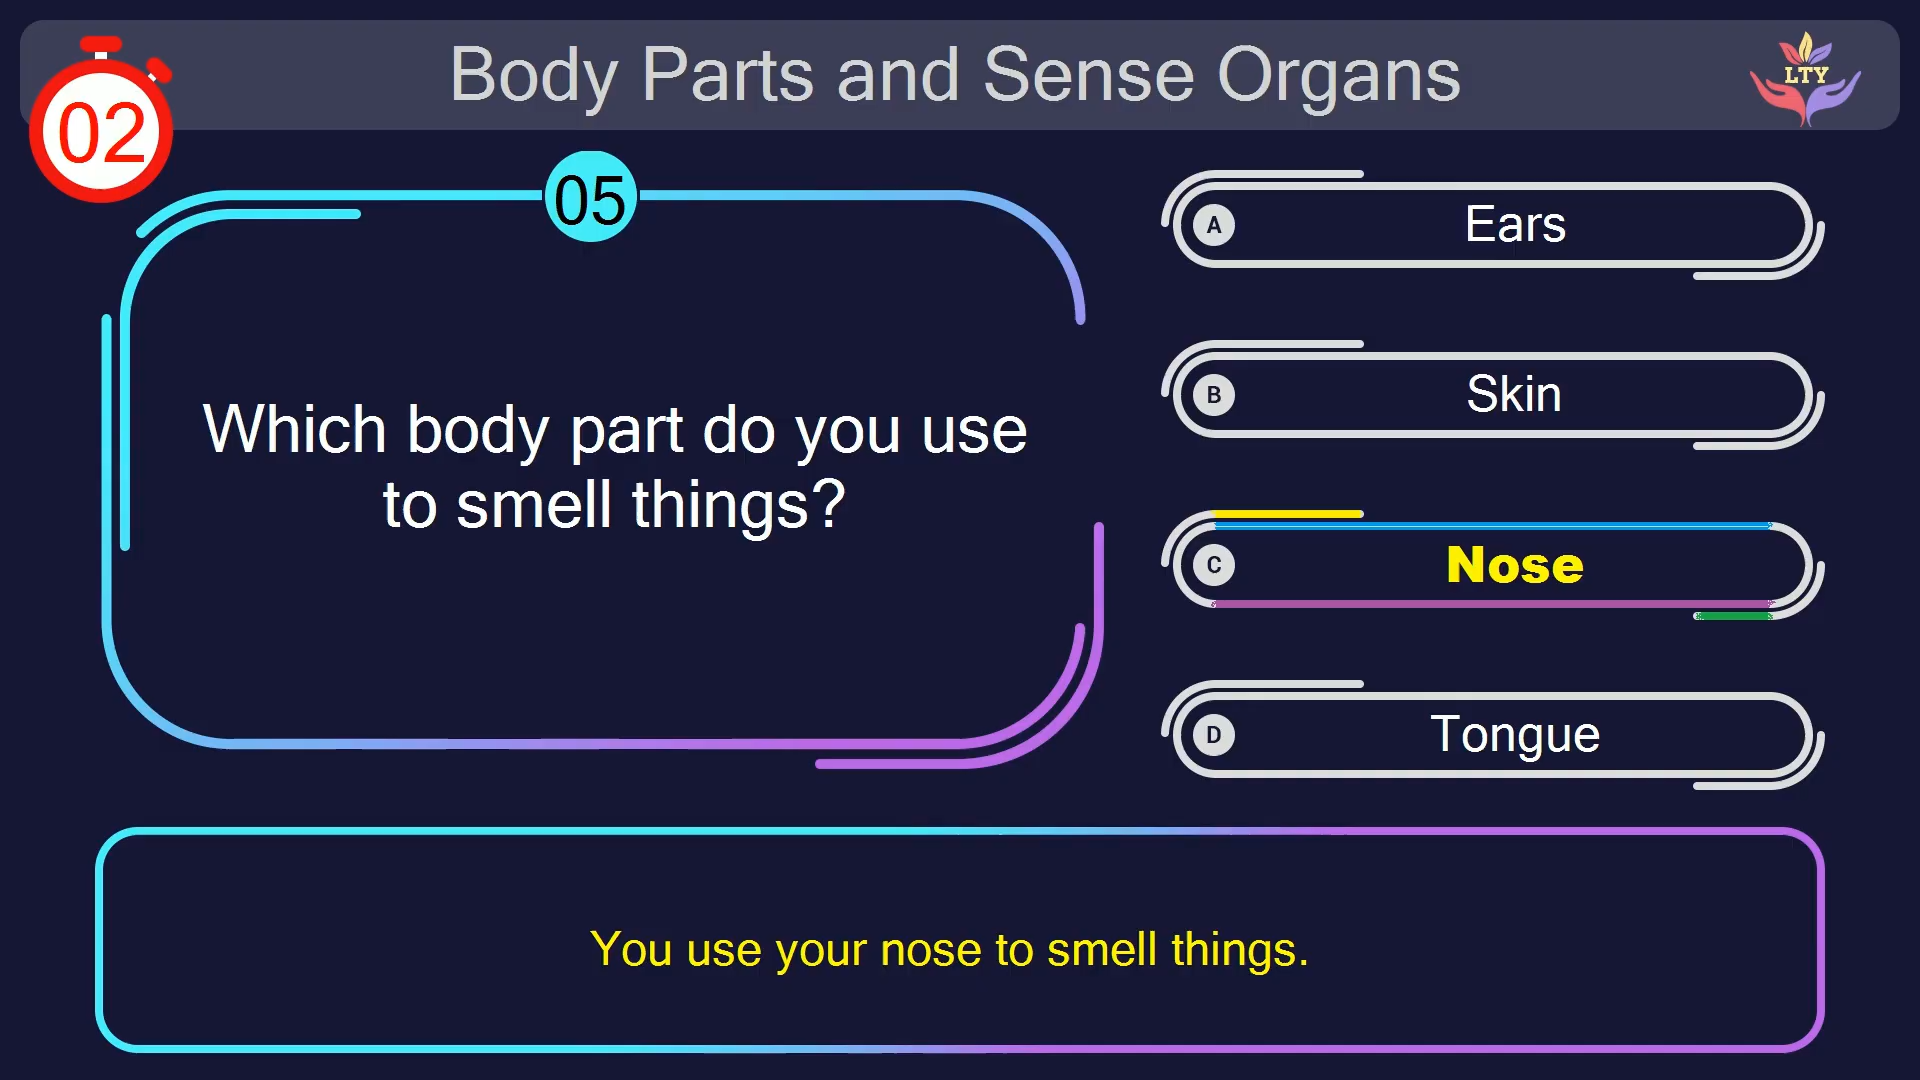 Body Parts and Sense Organs
LTY
02
05
Which body part do you use
to smell things?
A
Ears
B
Skin
C
Nose
D
Tongue
You use your nose to smell things.